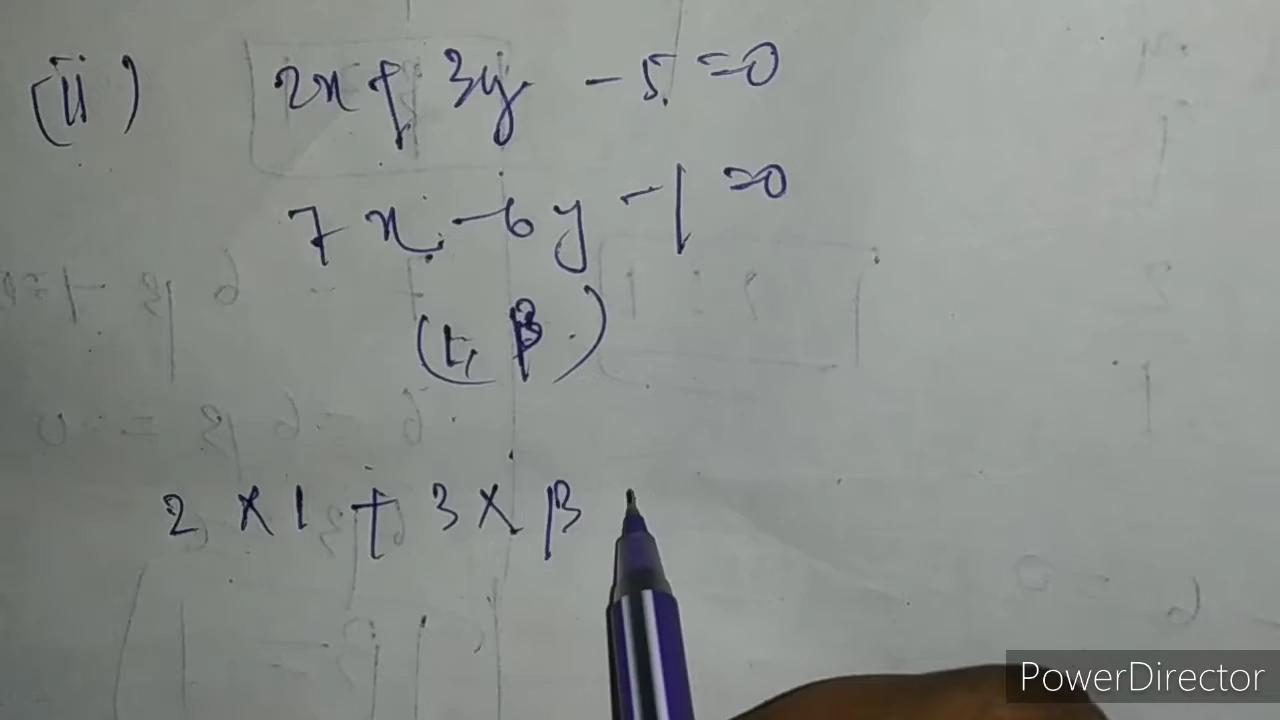 (ii) 2x + 3y - 5 = 0
7x - 6y - 1 = 0
(1, β)
2 × 1 + 3 × β
PowerDirector